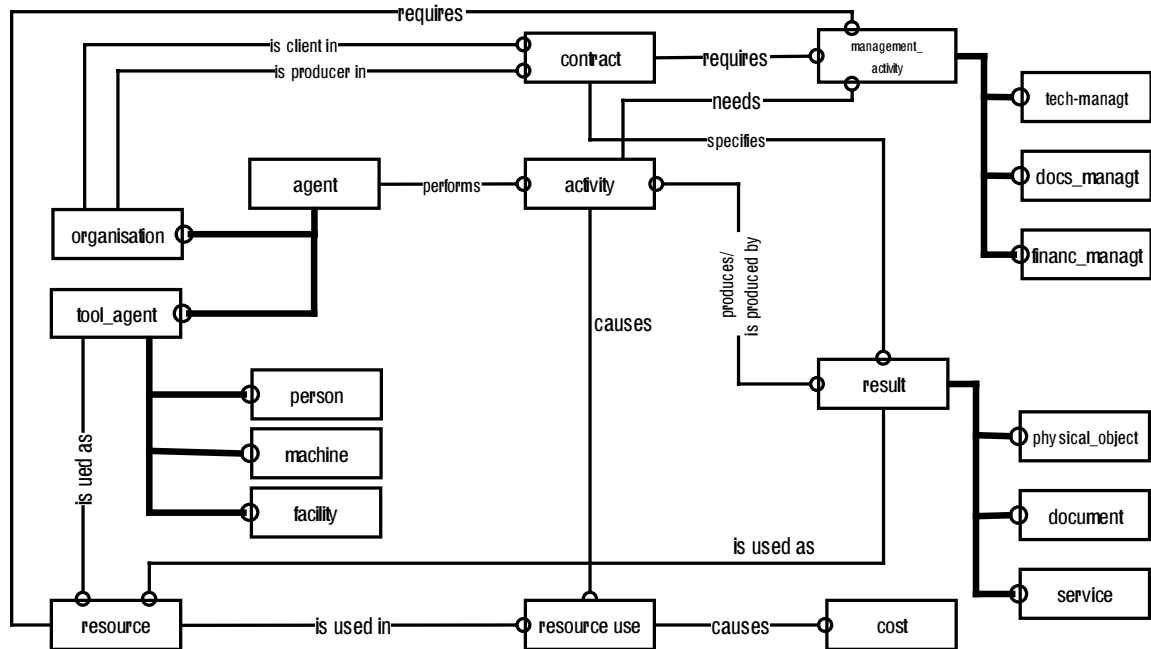 requires
is client in
is producer in
contract
requires
management_
activity
needs
tech-managt
specifies
agent
performs
activity
docs_managt
organisation
produces/
is produced by
financ_managt
tool_agent
causes
result
person
is ued as
physical_object
machine
facility
document
is used as
service
resource
is used in
resource use
causes
cost